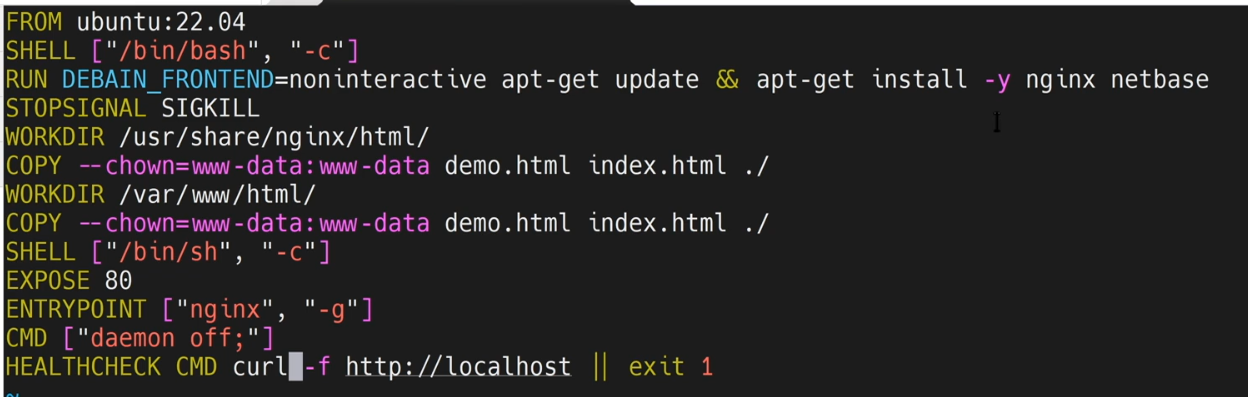 FROM ubuntu:22.04
SHELL ["/bin/bash", "-c"]
RUN DEBAIN_FRONTEND=noninteractive apt-get update && apt-get install -y nginx netbase
STOPSIGNAL SIGKILL
WORKDIR /usr/share/nginx/html/
COPY --chown=www-data:www-data demo.html index.html ./
WORKDIR /var/www/html/
COPY --chown=www-data:www-data demo.html index.html ./
SHELL ["/bin/sh", "-c"]
EXPOSE 80
ENTRYPOINT ["nginx", "-g"]
CMD ["daemon off;"]
HEALTHCHECK CMD curl -f http://localhost || exit 1